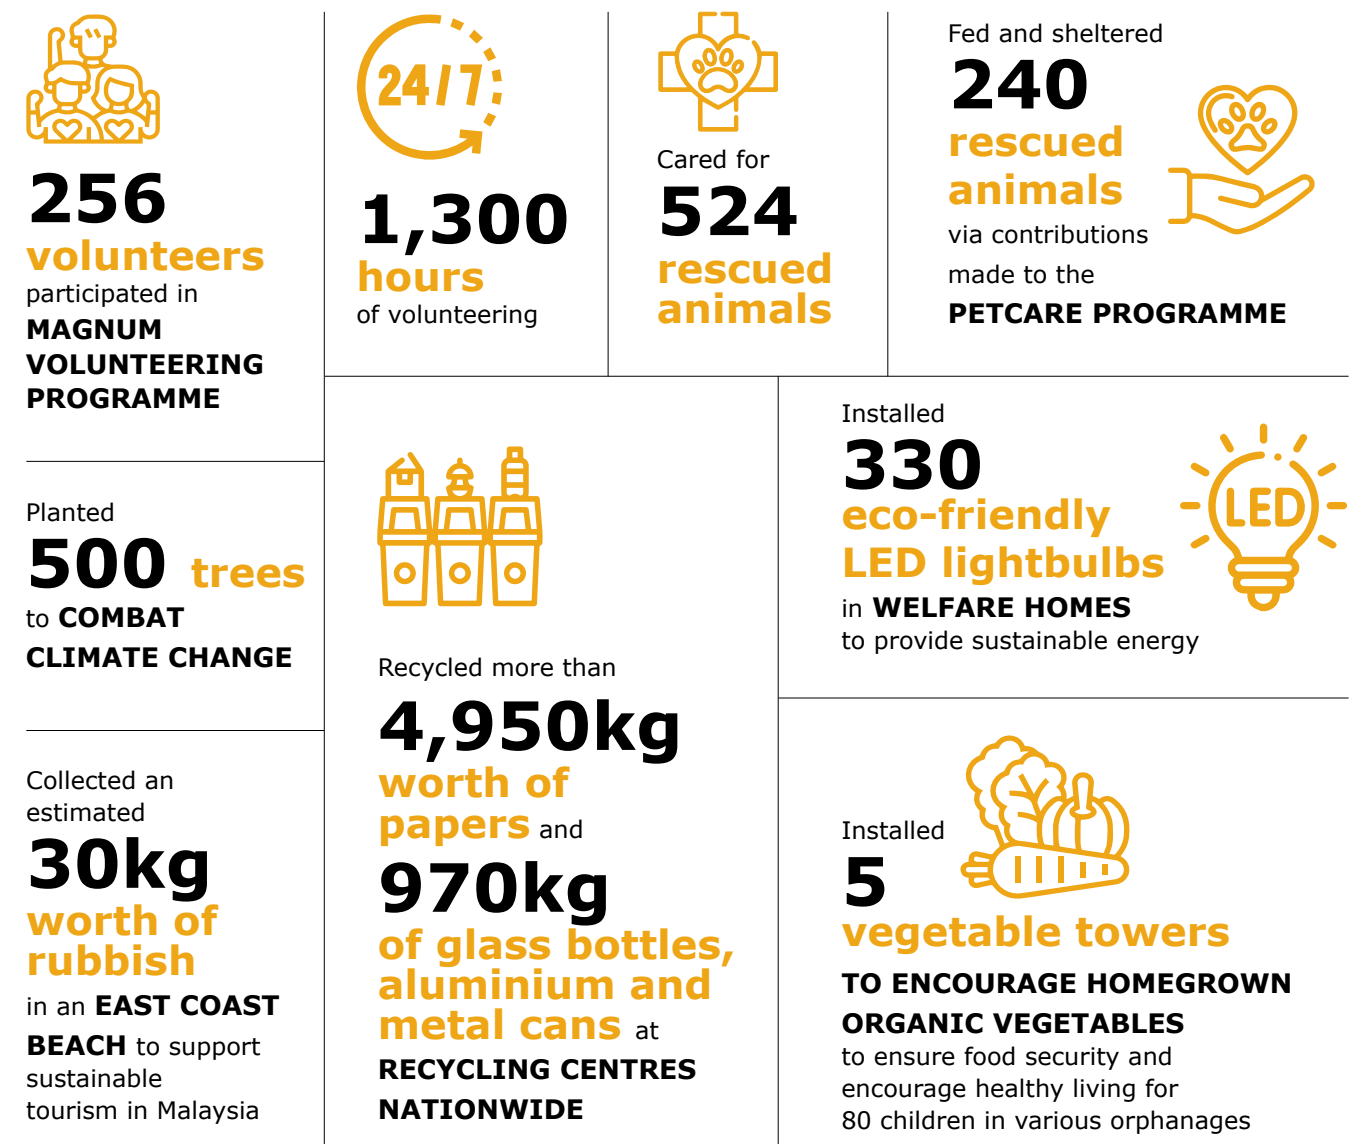 256
volunteers
participated in
MAGNUM
VOLUNTEERING
PROGRAMME
24/7
1,300
hours
of volunteering
Cared for
524
rescued
animals
Fed and sheltered
240
rescued
animals
via contributions
made to the
PETCARE PROGRAMME
Planted
500 trees
to COMBAT
CLIMATE CHANGE
Collected an
estimated
30kg
worth of
rubbish
in an EAST COAST
BEACH to support
sustainable
tourism in Malaysia
Recycled more than
4,950kg
worth of
papers and
970kg
of glass bottles,
aluminium and
metal cans at
RECYCLING CENTRES
NATIONWIDE
Installed
330
eco-friendly
LED lightbulbs
in WELFARE HOMES
to provide sustainable energy
LED
Installed
5
vegetable towers
TO ENCOURAGE HOMEGROWN
ORGANIC VEGETABLES
to ensure food security and
encourage healthy living for
80 children in various orphanages